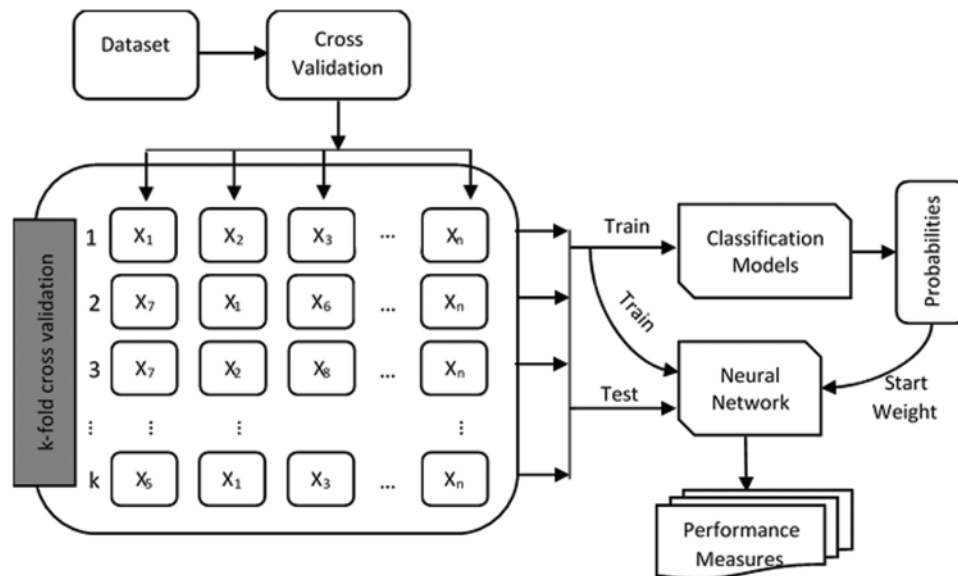 Dataset
Cross
Validation
k-fold cross validation
1 X₁ X₂ X₃ ... Xₙ
2 X₇ X₁ X₆ ... Xₙ
3 X₇ X₂ X₈ ... Xₙ
⋮ ⋮ ⋮ ⋮
k X₅ X₁ X₃ ... Xₙ
Train
Train
Test
Classification
Models
Probabilities
Neural
Network
Start
Weight
Performance
Measures